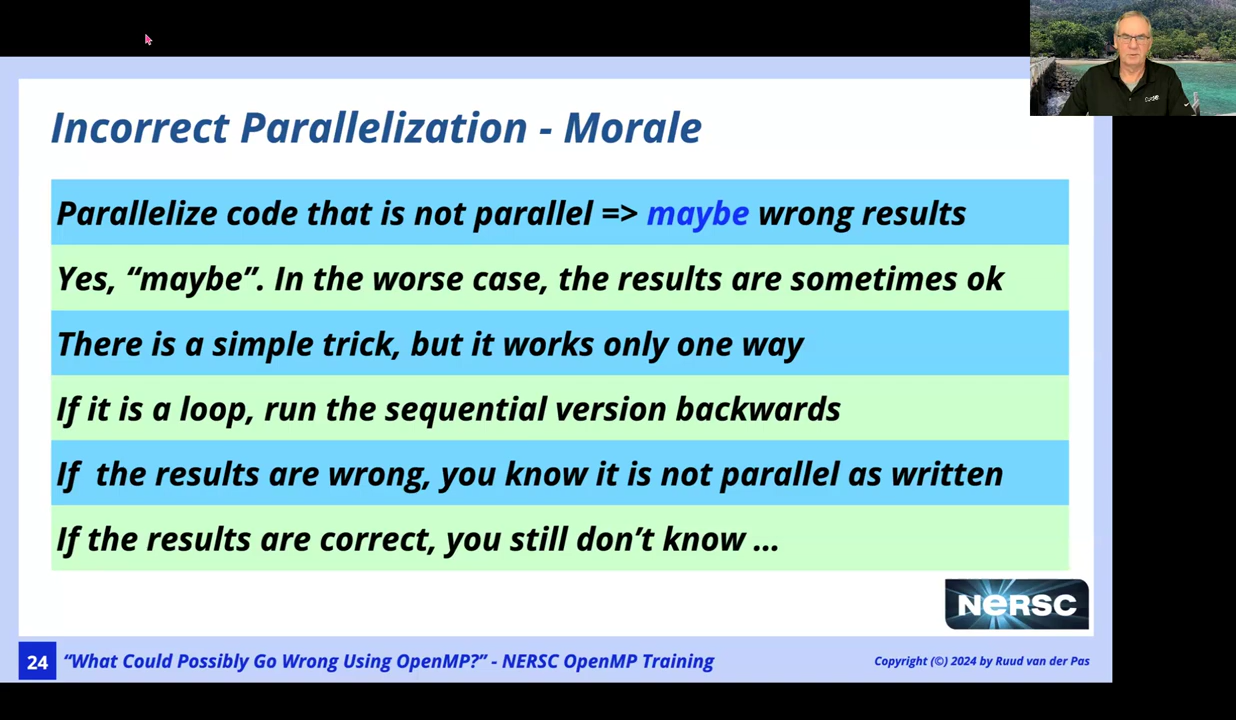 Incorrect Parallelization - Morale
Parallelize code that is not parallel => maybe wrong results
Yes, “maybe”. In the worse case, the results are sometimes ok
There is a simple trick, but it works only one way
If it is a loop, run the sequential version backwards
If the results are wrong, you know it is not parallel as written
If the results are correct, you still don’t know ...
NERSC
24 “What Could Possibly Go Wrong Using OpenMP?” - NERSC OpenMP Training
Copyright (©) 2024 by Ruud van der Pas